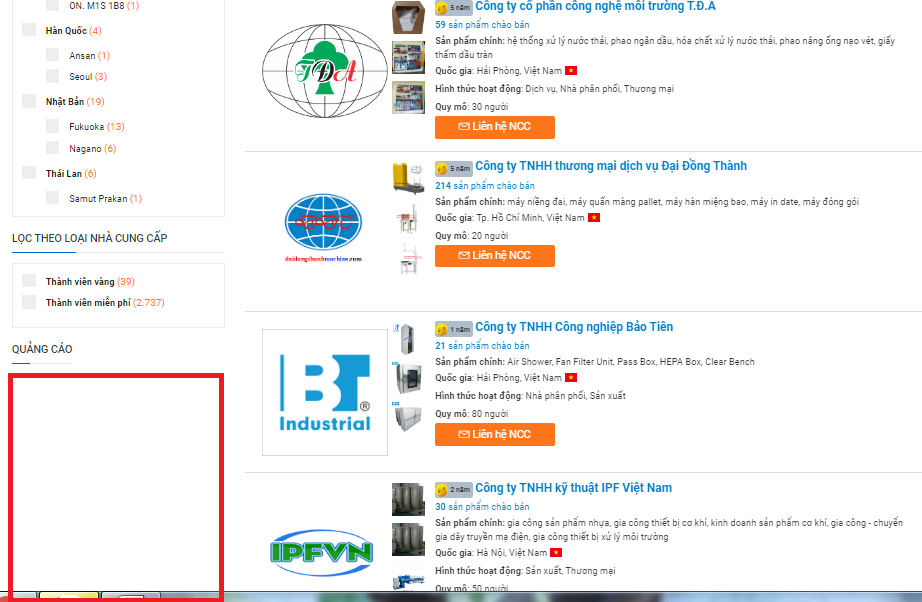 ON. M1S 1B8 (1)
Hàn Quốc (4)
Ansan (1)
Seoul (3)
Nhật Bản (19)
Fukuoka (13)
Nagano (6)
Thái Lan (6)
Samut Prakan (1)
LỌC THEO LOẠI NHÀ CUNG CẤP
Thành viên vàng (39)
Thành viên miễn phí (2.737)
QUẢNG CÁO
TĐA
5 năm Công ty cổ phần công nghệ môi trường T.Đ.A
59 sản phẩm chào bán
Sản phẩm chính: hệ thống xử lý nước thải, phao ngăn dầu, hóa chất xử lý nước thải, phao nâng ống nạo vét, giấy
thấm dầu tràn
Quốc gia: Hải Phòng, Việt Nam
Hình thức hoạt động: Dịch vụ, Nhà phân phối, Thương mại
Quy mô: 30 người
Liên hệ NCC
daidongthanhmachine.com
5 năm Công ty TNHH thương mại dịch vụ Đại Đồng Thành
214 sản phẩm chào bán
Sản phẩm chính: máy niềng đai, máy quấn màng pallet, máy hàn miệng bao, máy in date, máy đóng gói
Quốc gia: Tp. Hồ Chí Minh, Việt Nam
Quy mô: 20 người
Liên hệ NCC
BT
®
Industrial
1 năm Công ty TNHH Công nghiệp Bảo Tiên
21 sản phẩm chào bán
Sản phẩm chính: Air Shower, Fan Filter Unit, Pass Box, HEPA Box, Clear Bench
Quốc gia: Hải Phòng, Việt Nam
Hình thức hoạt động: Nhà phân phối, Sản xuất
Quy mô: 80 người
Liên hệ NCC
IPFVN
2 năm Công ty TNHH kỹ thuật IPF Việt Nam
30 sản phẩm chào bán
Sản phẩm chính: gia công sản phẩm nhựa, gia công thiết bị cơ khí, kinh doanh sản phẩm cơ khí, gia công - chuyển
gia dây truyền mạ điện, gia công thiết bị xử lý môi trường
Quốc gia: Hà Nội, Việt Nam
Hình thức hoạt động: Sản xuất, Thương mại
Quy mô: 50 người